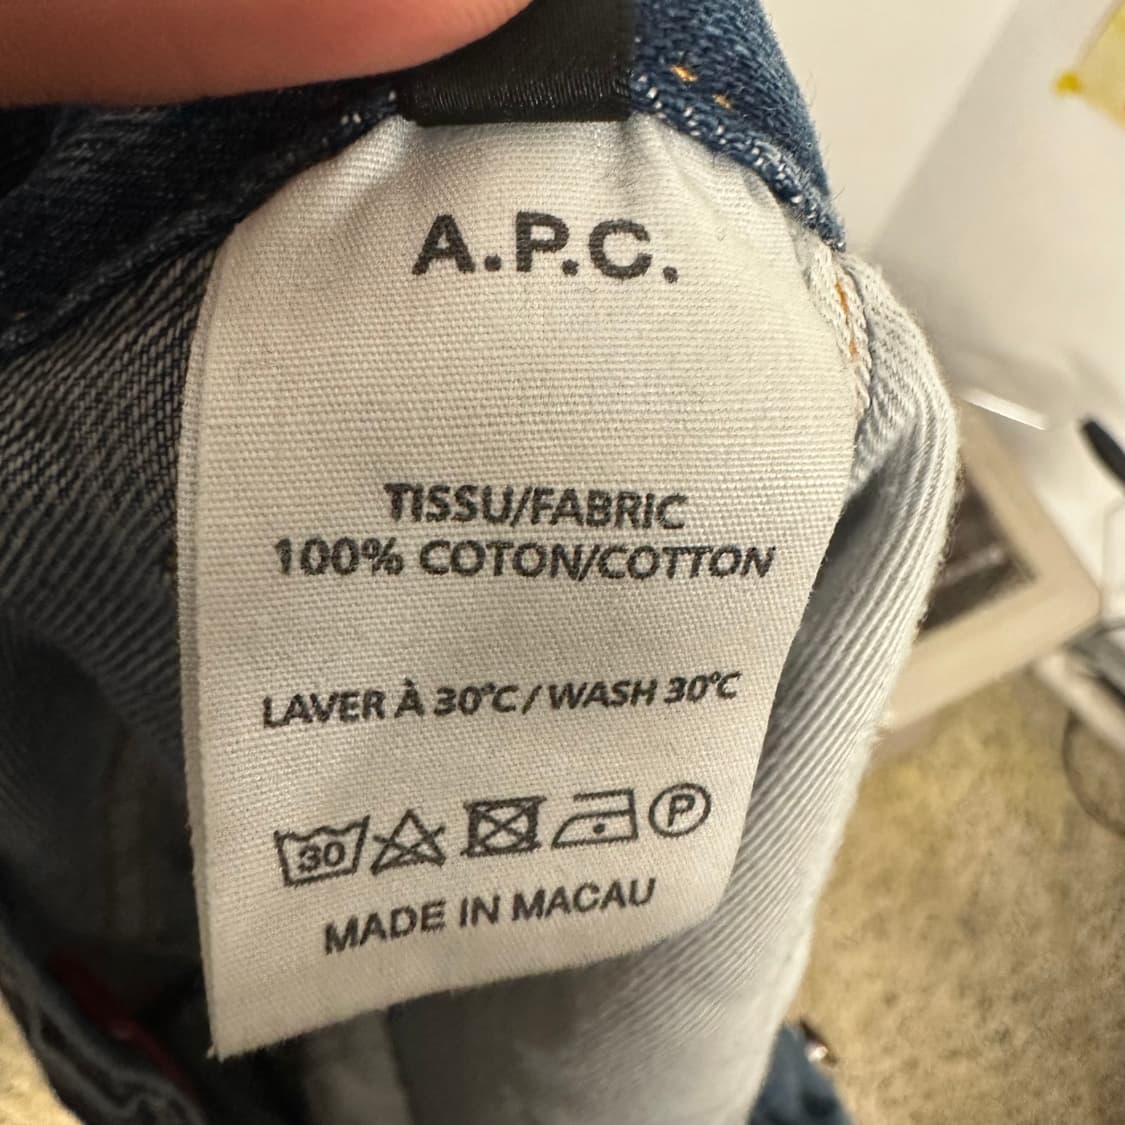 A.P.C.
TISSU/FABRIC
100% COTON/COTTON
LAVER À 30°C / WASH 30°C
30 P
MADE IN MACAU